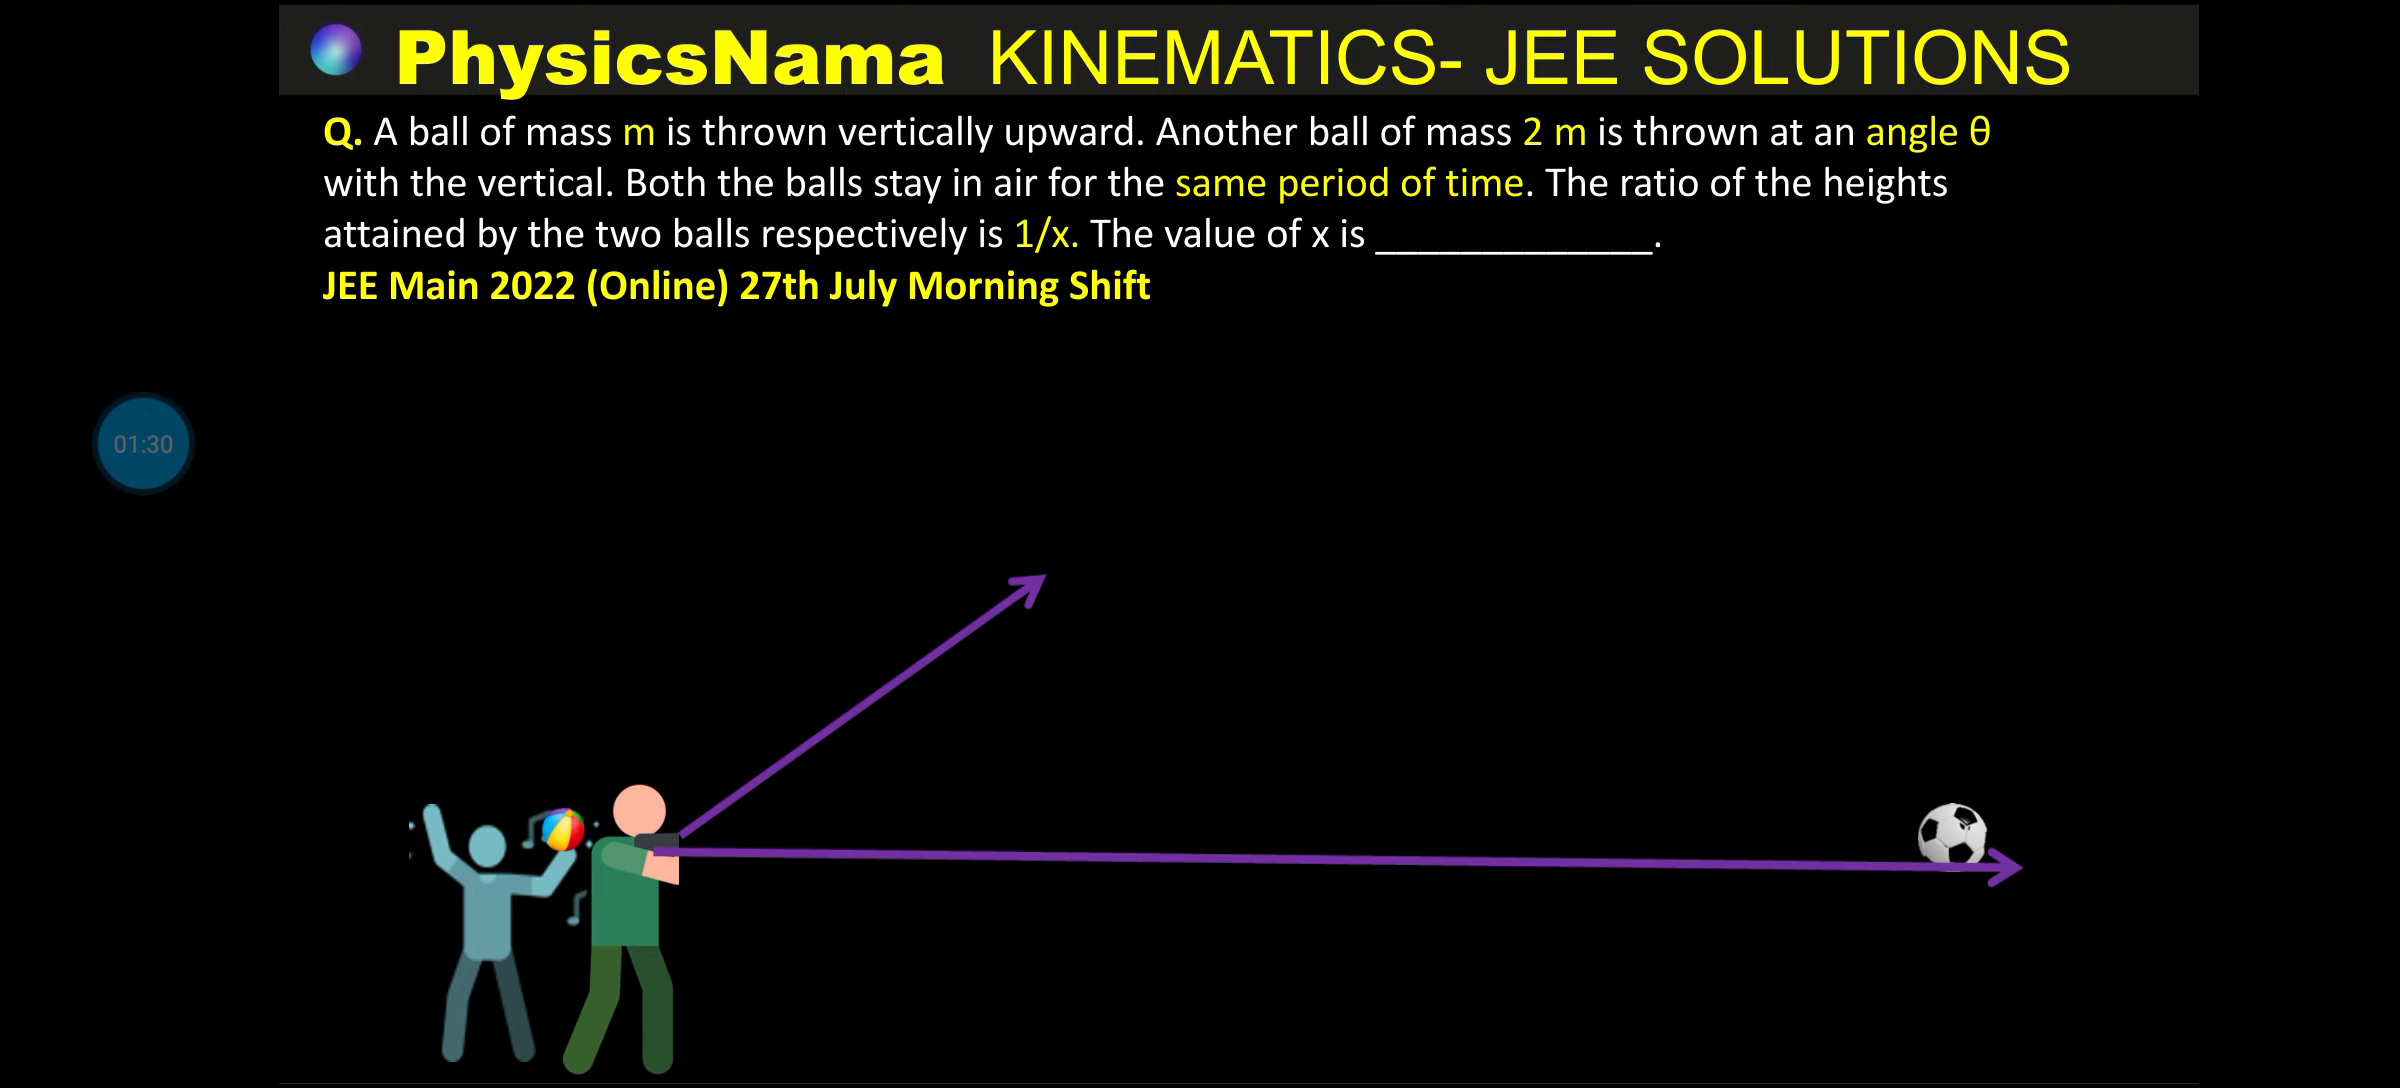 PhysicsNama KINEMATICS- JEE SOLUTIONS
Q. A ball of mass m is thrown vertically upward. Another ball of mass 2 m is thrown at an angle θ
with the vertical. Both the balls stay in air for the same period of time. The ratio of the heights
attained by the two balls respectively is 1/x. The value of x is _____________.
JEE Main 2022 (Online) 27th July Morning Shift
01:30